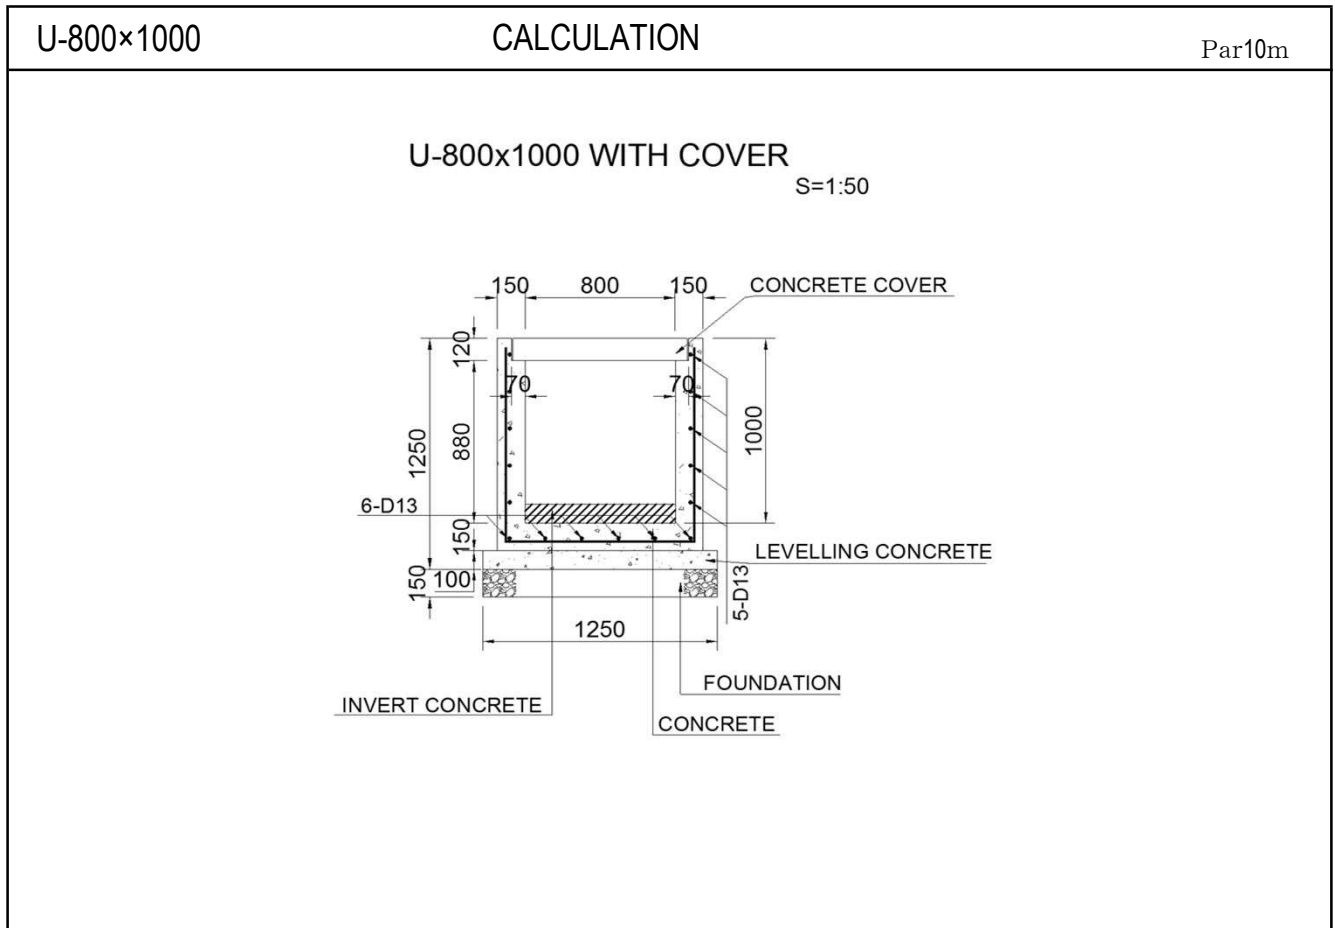 U-800×1000
CALCULATION
Par10m
U-800x1000 WITH COVER
S=1:50
150
800
150
CONCRETE COVER
120
70
70
1250
880
1000
6-D13
150
LEVELLING CONCRETE
150
100
5-D13
1250
FOUNDATION
INVERT CONCRETE
CONCRETE